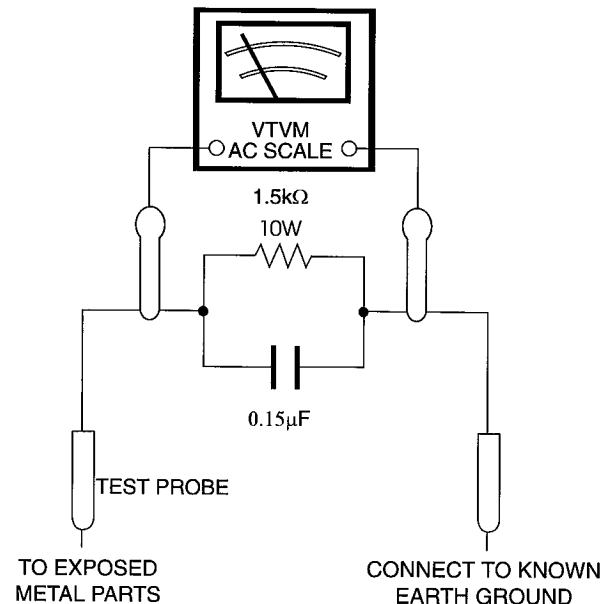 VTVM
AC SCALE
1.5kΩ
10W
0.15µF
TEST PROBE
TO EXPOSED
METAL PARTS
CONNECT TO KNOWN
EARTH GROUND